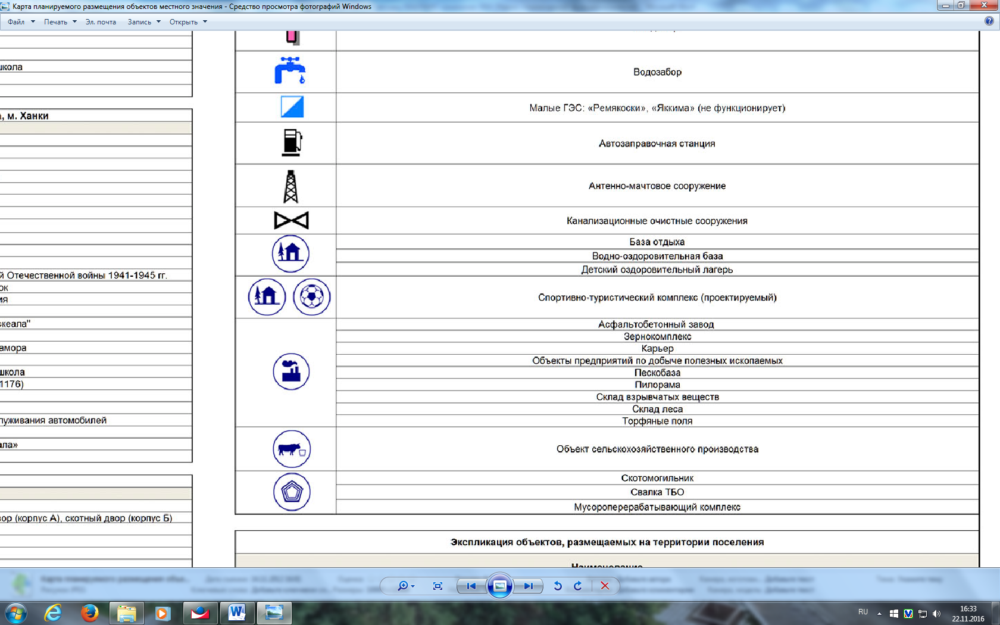 Карта планируемого размещения объектов местного значения - Средство просмотра фотографий Windows
Файл Печать Эл. почта Запись Открыть
школа
, м. Ханки
й Отечественной войны 1941-1945 гг.
ок
ия
скеала"
амора
школа
1176)
луживания автомобилей
ала»
вор (корпус А), скотный двор (корпус Б)
Водозабор
Малые ГЭС: «Ремякоски», «Яккима» (не функционирует)
Автозаправочная станция
Антенно-мачтовое сооружение
Канализационные очистные сооружения
База отдыха
Водно-оздоровительная база
Детский оздоровительный лагерь
Спортивно-туристический комплекс (проектируемый)
Асфальтобетонный завод
Зернокомплекс
Карьер
Объекты предприятий по добыче полезных ископаемых
Пескобаза
Пилорама
Склад взрывчатых веществ
Склад леса
Торфяные поля
Объект сельскохозяйственного производства
Скотомогильник
Свалка ТБО
Мусороперерабатывающий комплекс
Экспликация объектов, размещаемых на территории поселения
Наименование
RU
16:33
22.11.2016